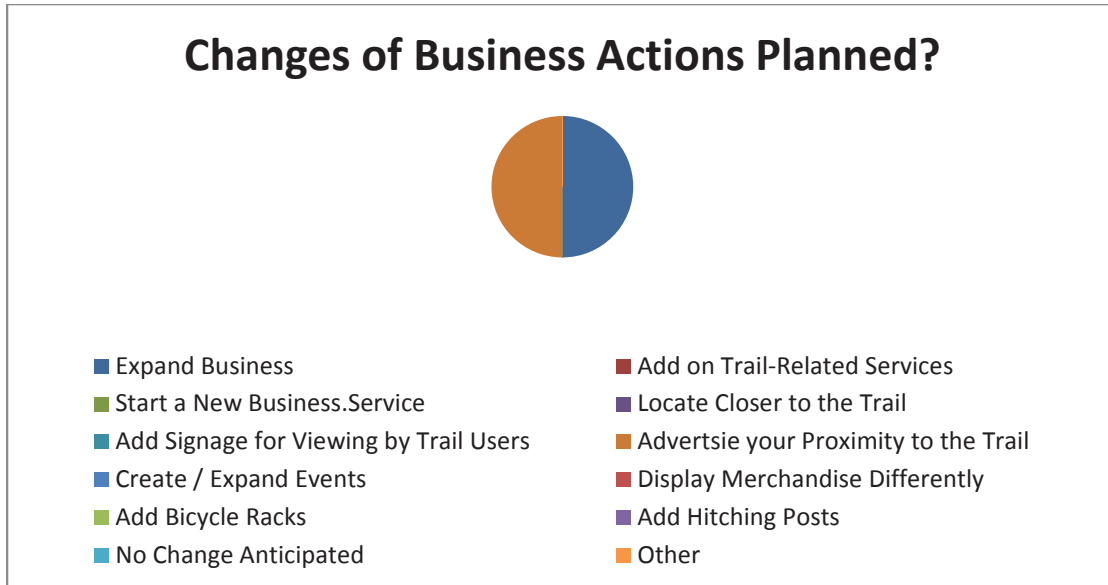 Changes of Business Actions Planned?
Expand Business
Add on Trail-Related Services
Start a New Business.Service
Locate Closer to the Trail
Add Signage for Viewing by Trail Users
Advertsie your Proximity to the Trail
Create / Expand Events
Display Merchandise Differently
Add Bicycle Racks
Add Hitching Posts
No Change Anticipated
Other